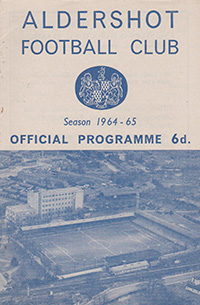 ALDERSHOT
FOOTBALL CLUB
Season 1964-65
OFFICIAL PROGRAMME 6d.